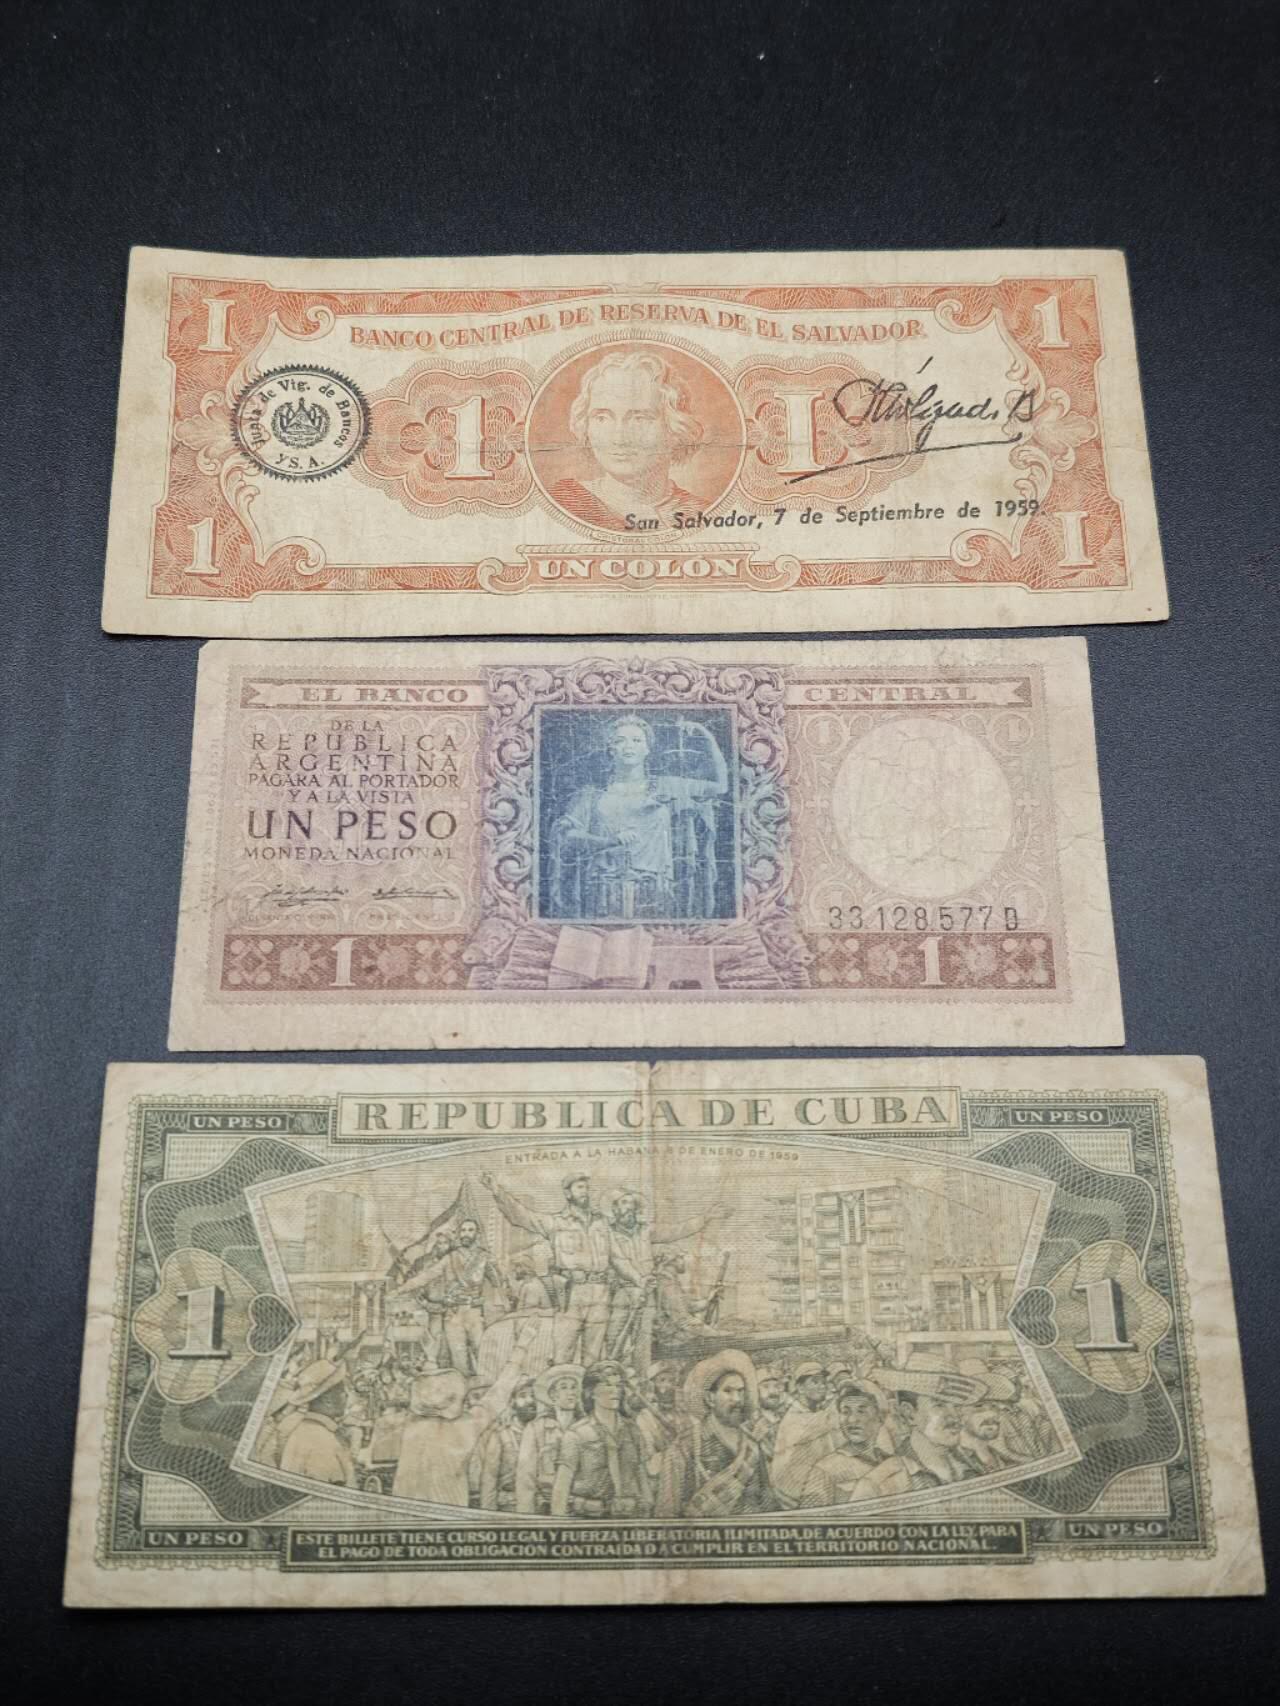 1
1
BANCO CENTRAL DE RESERVA DE EL SALVADOR
Junta de Vig. de Bancos
y S. A.
1
1
San Salvador, 7 de Septiembre de 1959.
1
1
UN COLON
EL BANCO
CENTRAL
DE LA
REPUBLICA
ARGENTINA
PAGARA AL PORTADOR
Y A LA VISTA
UN PESO
MONEDA NACIONAL
1
1
33.128.577 D
1
1
UN PESO
REPUBLICA DE CUBA
UN PESO
ENTRADA A LA HABANA 8 DE ENERO DE 1959
1
1
UN PESO
ESTE BILLETE TIENE CURSO LEGAL Y FUERZA LIBERATORIA ILIMITADA, DE ACUERDO CON LA LEY, PARA
EL PAGO DE TODA OBLIGACION CONTRAIDA O A CUMPLIR EN EL TERRITORIO NACIONAL.
UN PESO